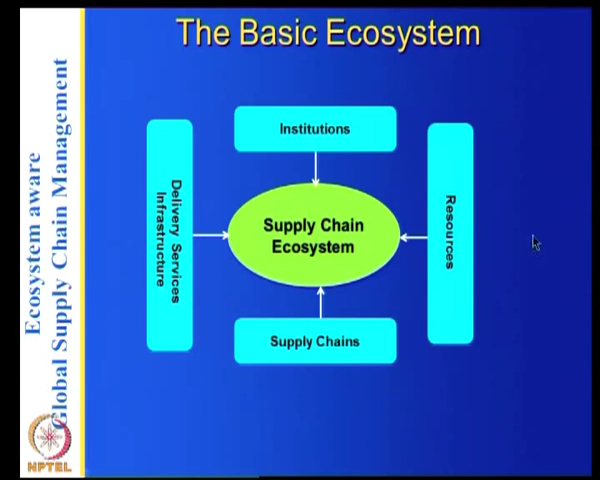 The Basic Ecosystem
Ecosystem aware
Global Supply Chain Management
Institutions
Delivery Services
Infrastructure
Supply Chain
Ecosystem
Resources
Supply Chains
NPTEL